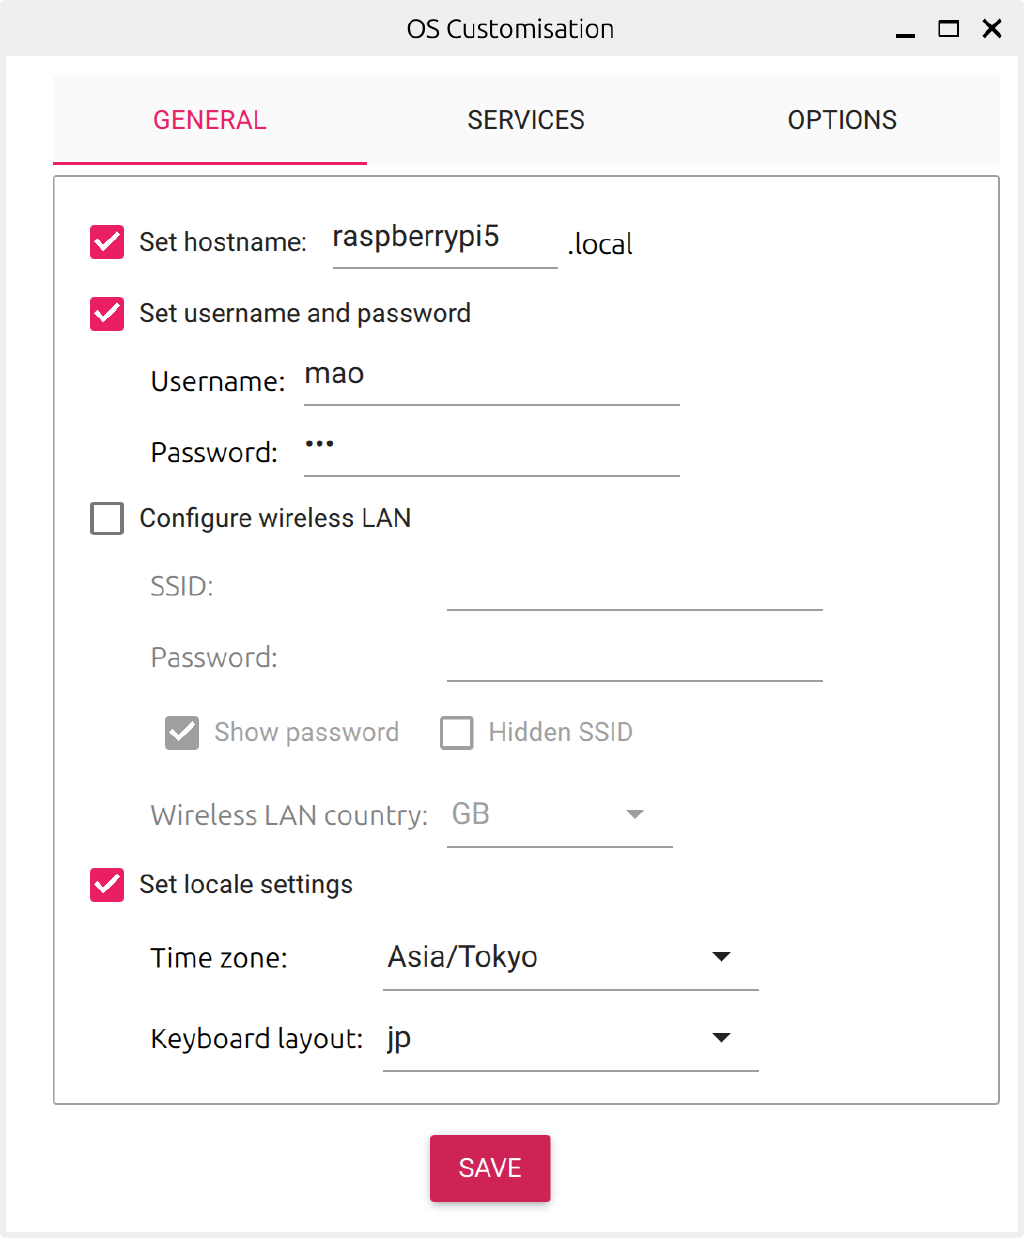 OS Customisation
GENERAL SERVICES OPTIONS
Set hostname: raspberrypi5 .local
Set username and password
Username: mao
Password: •••
Configure wireless LAN
SSID:
Password:
Show password Hidden SSID
Wireless LAN country: GB
Set locale settings
Time zone: Asia/Tokyo
Keyboard layout: jp
SAVE